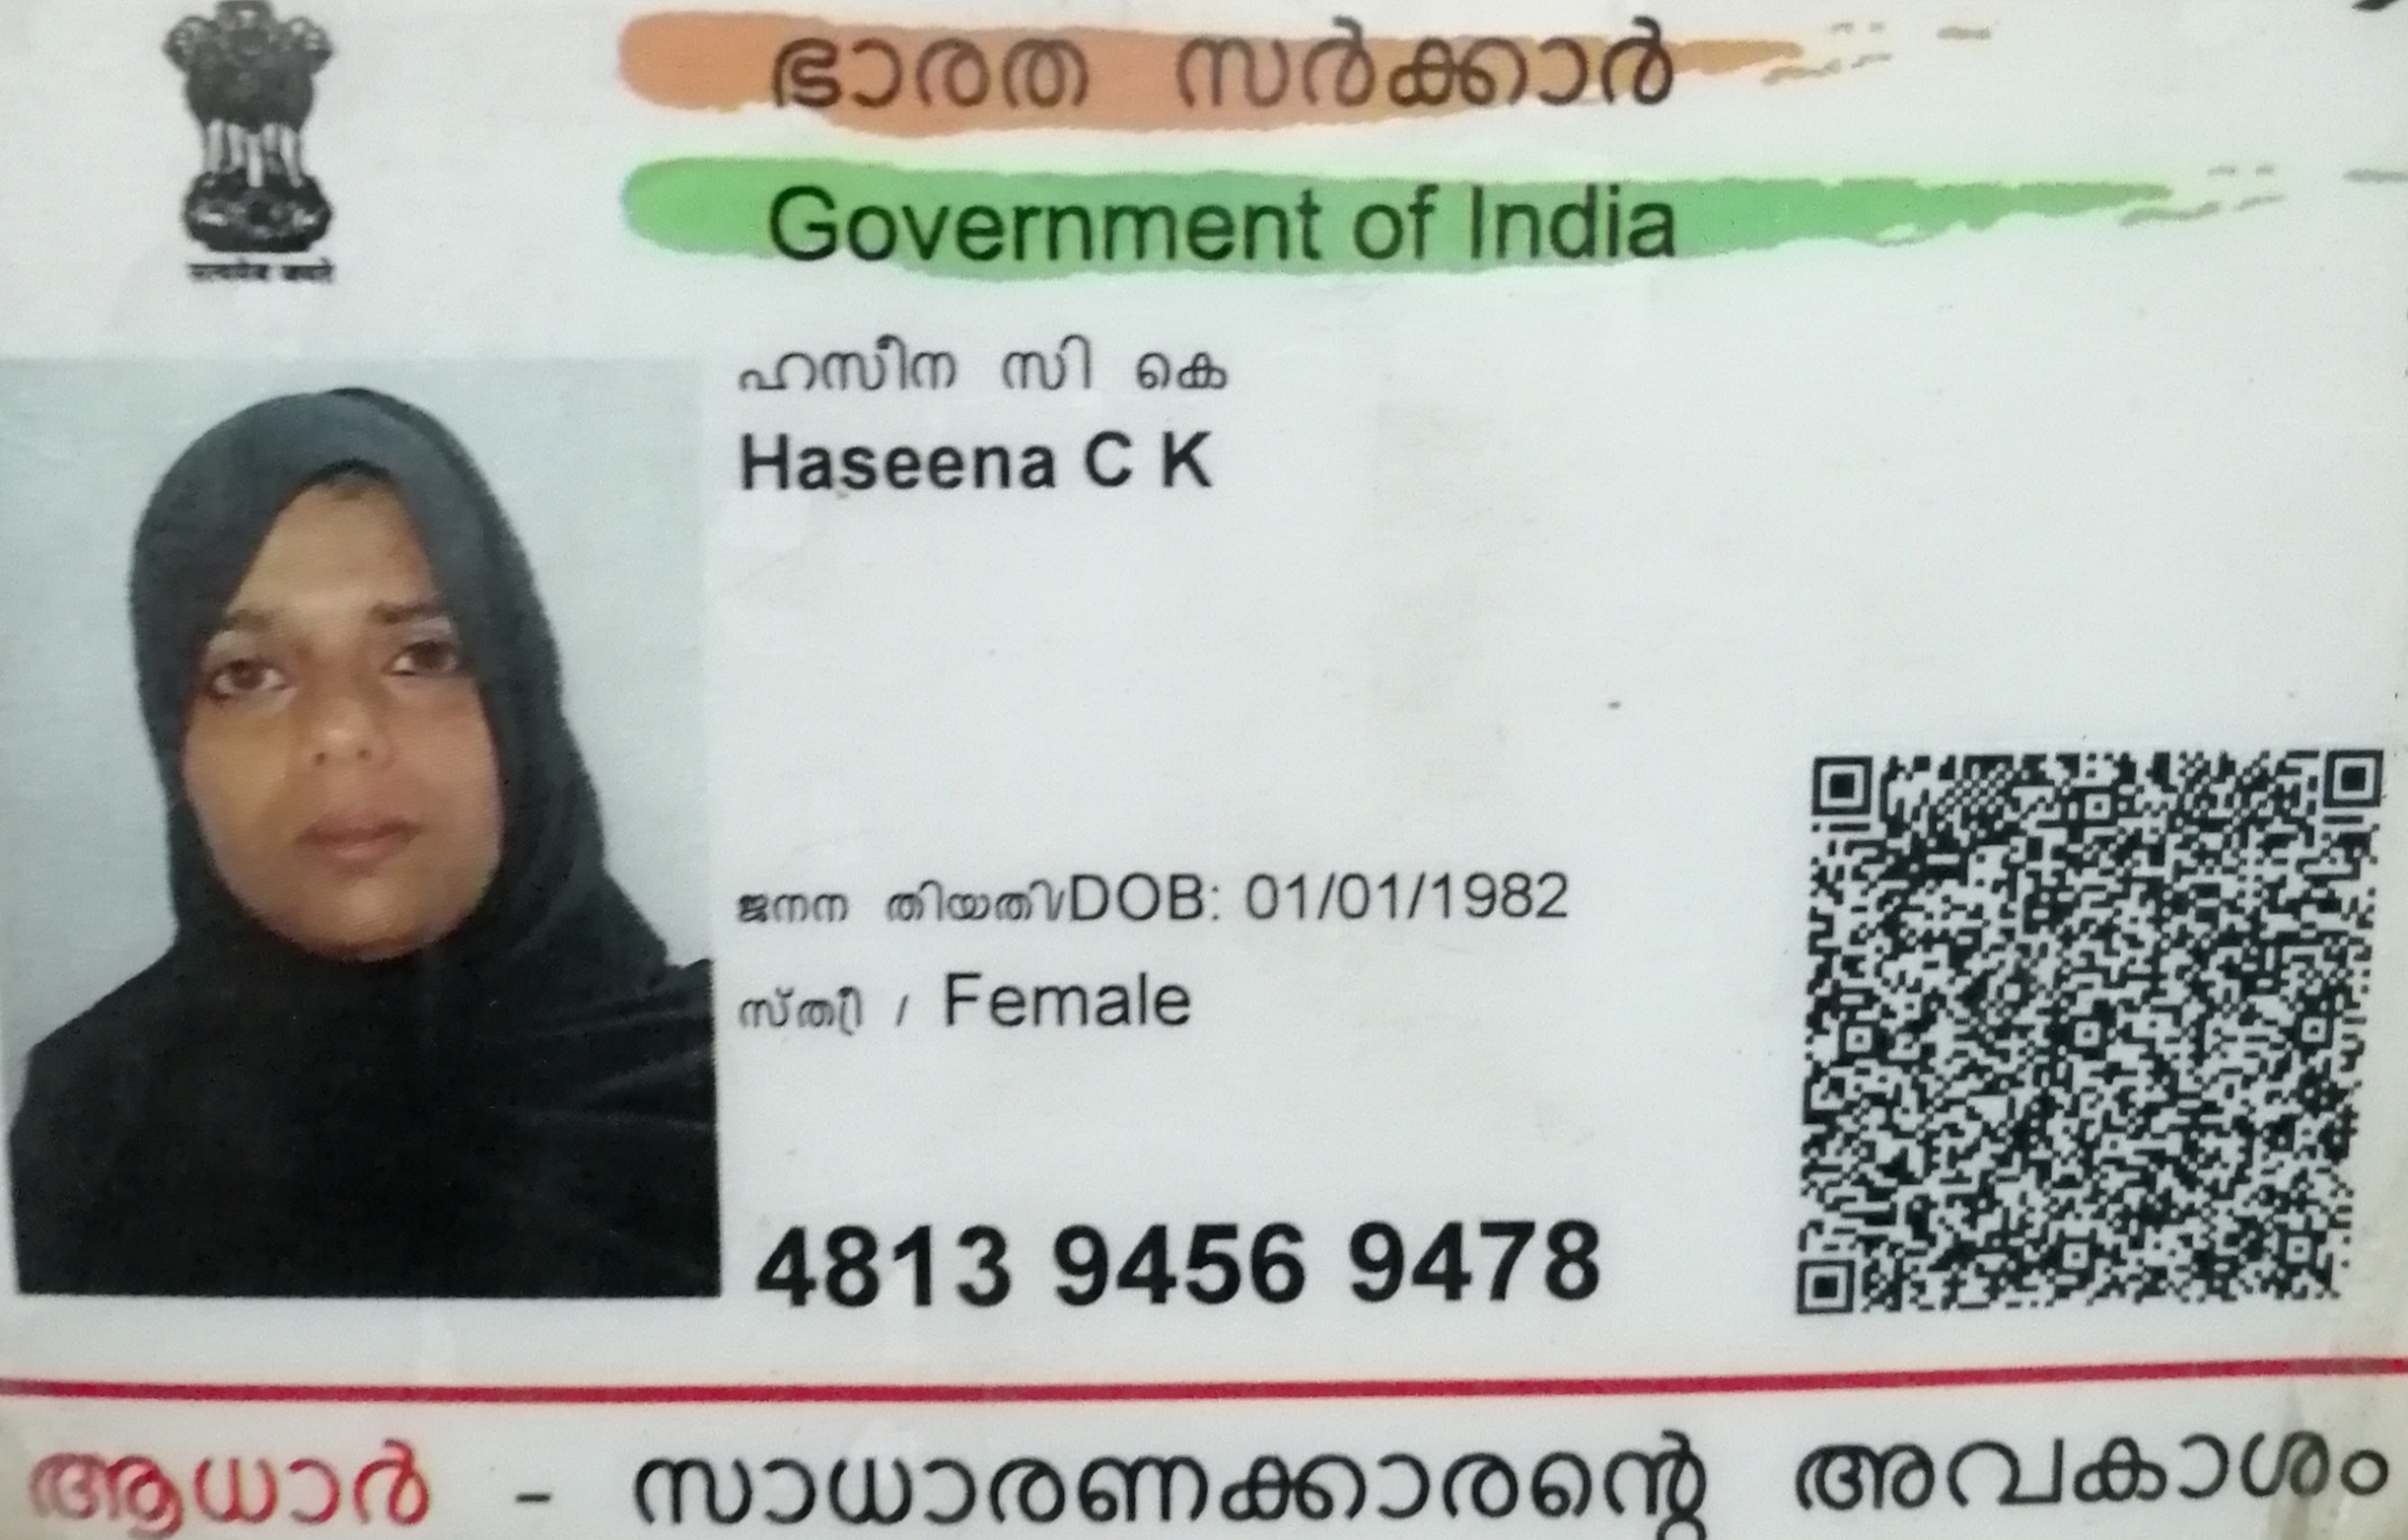 ഭാരത സർക്കാർ
Government of India
सत्यमेव जयते
ഹസീന സി കെ
Haseena C K
ജനന തിയതി/DOB: 01/01/1982
സ്ത്രീ / Female
4813 9456 9478
ആധാർ - സാധാരണക്കാരന്റെ അവകാശം